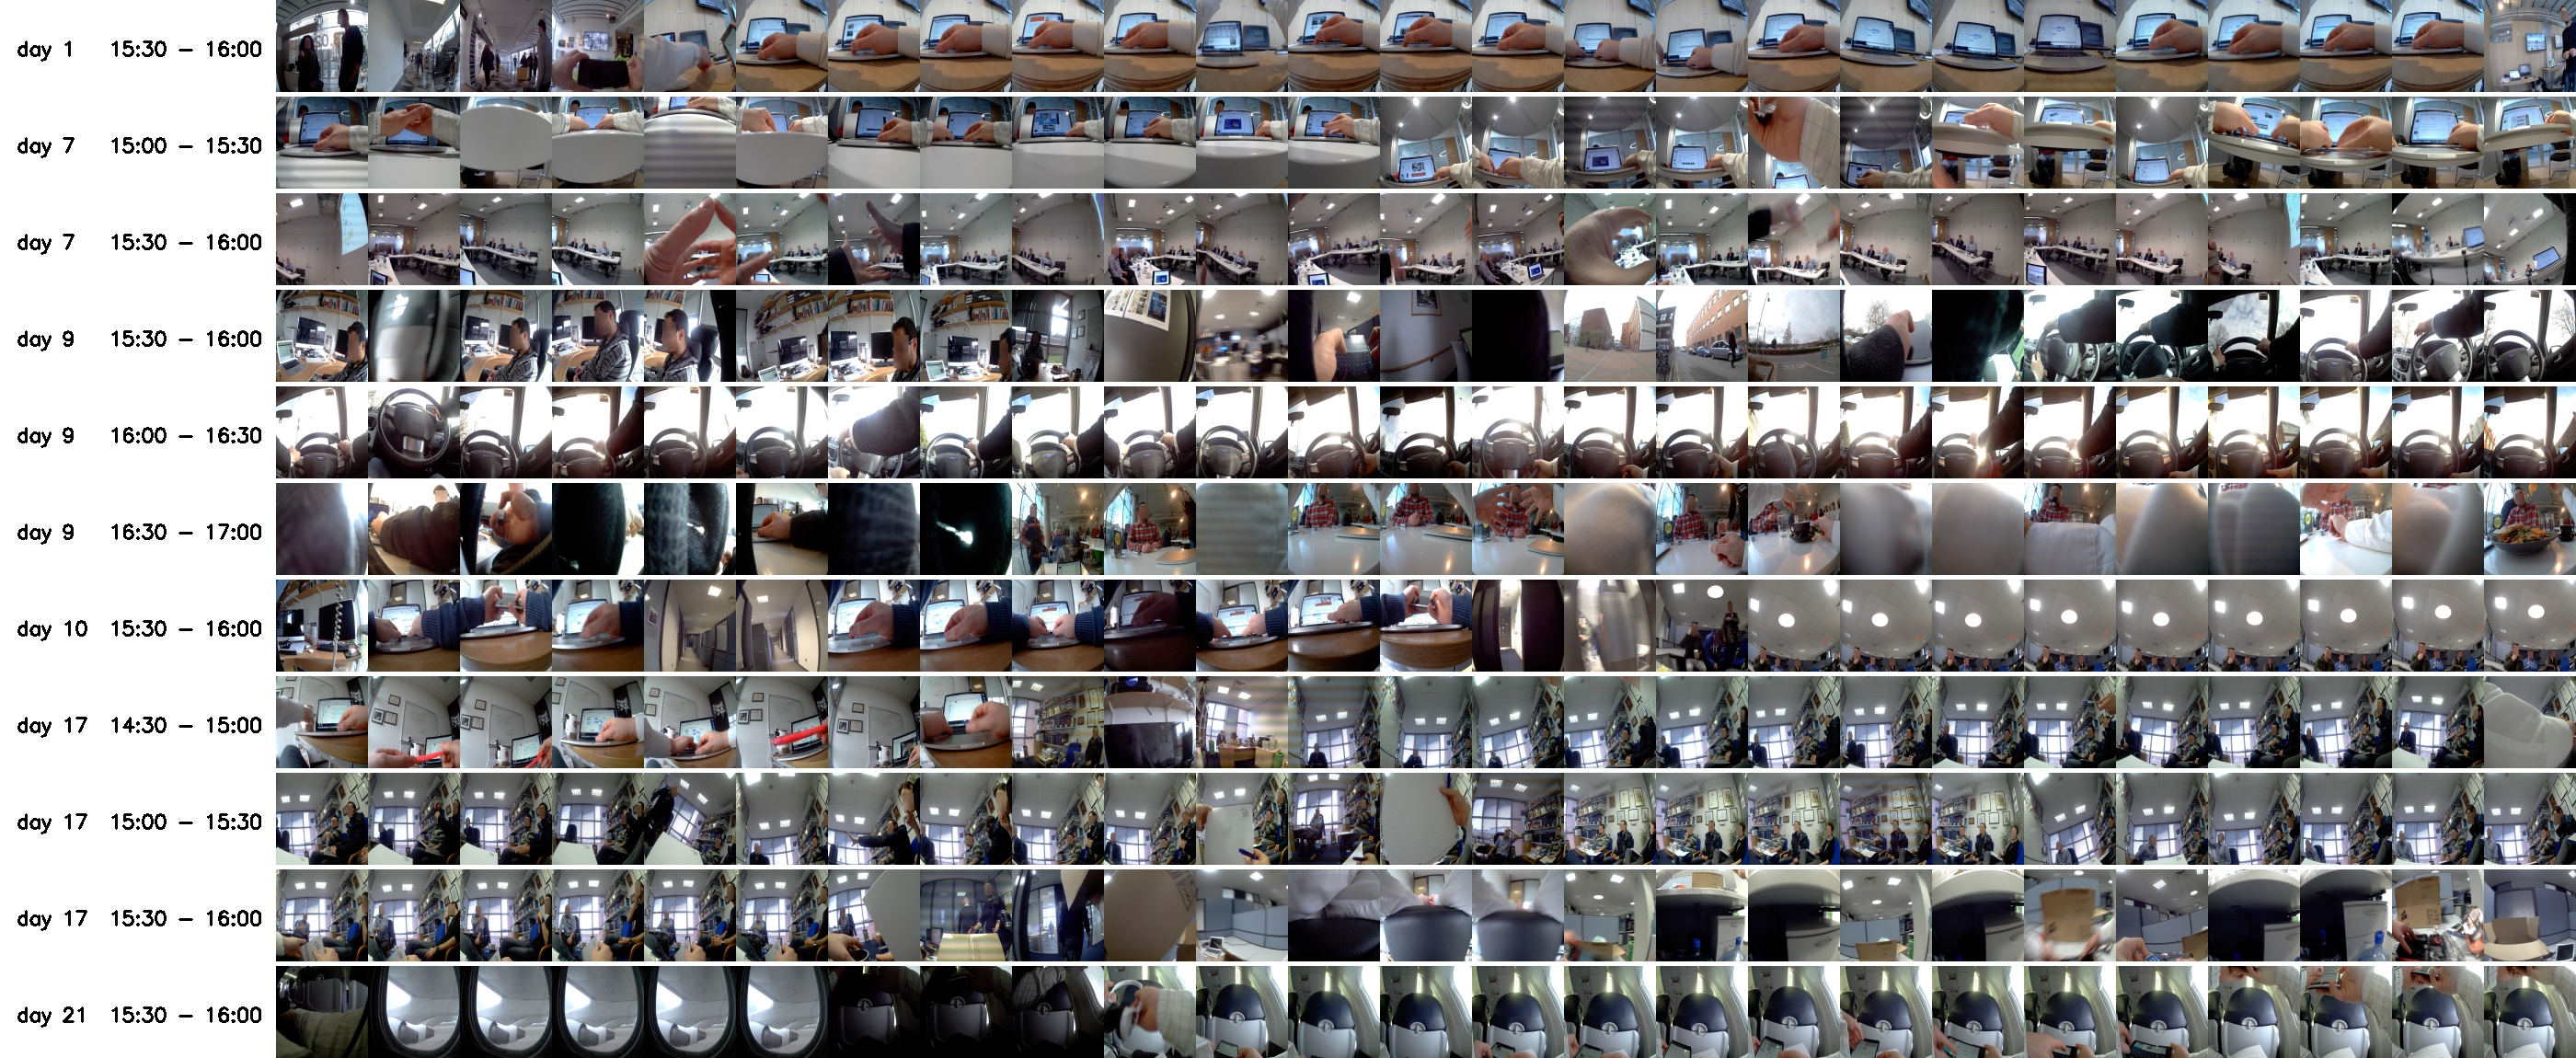 day 1 15:30 – 16:00
day 7 15:00 – 15:30
day 7 15:30 – 16:00
day 9 15:30 – 16:00
day 9 16:00 – 16:30
day 9 16:30 – 17:00
day 10 15:30 – 16:00
day 17 14:30 – 15:00
day 17 15:00 – 15:30
day 17 15:30 – 16:00
day 21 15:30 – 16:00